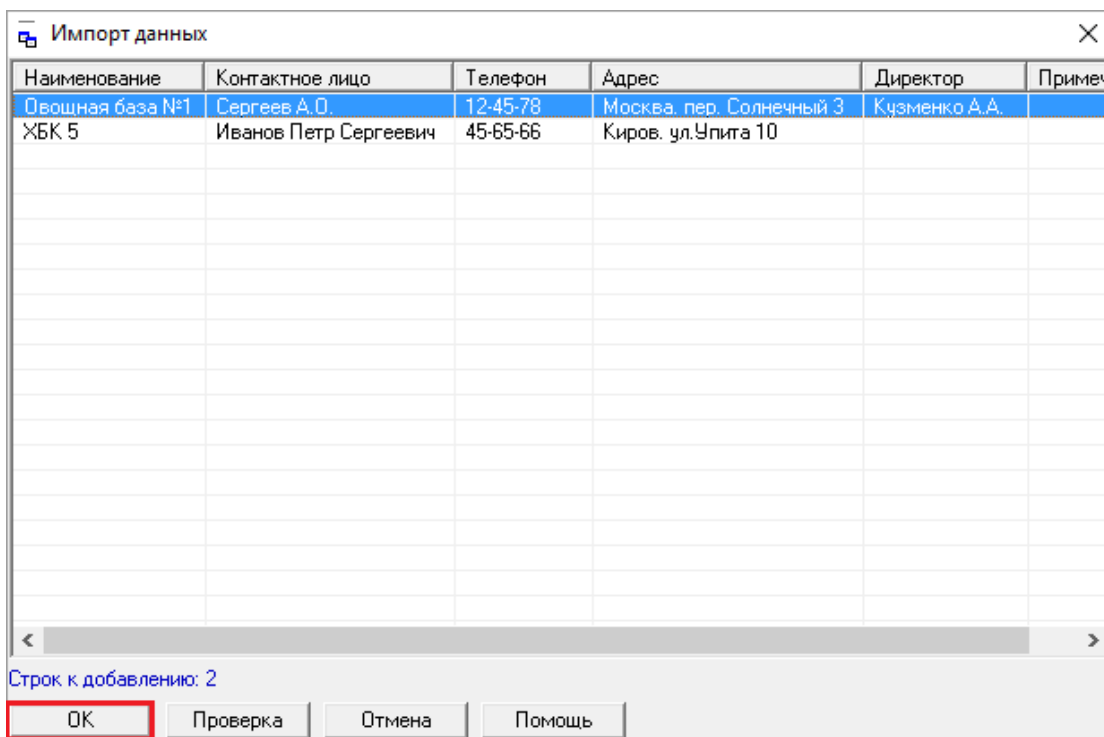 Импорт данных
Наименование Контактное лицо Телефон Адрес Директор Примеч
Овощная база №1 Сергеев А.О. 12-45-78 Москва. пер. Солнечный 3 Кузменко А.А.
ХБК 5 Иванов Петр Сергеевич 45-65-66 Киров. ул.Упита 10
Строк к добавлению: 2
OK Проверка Отмена Помощь